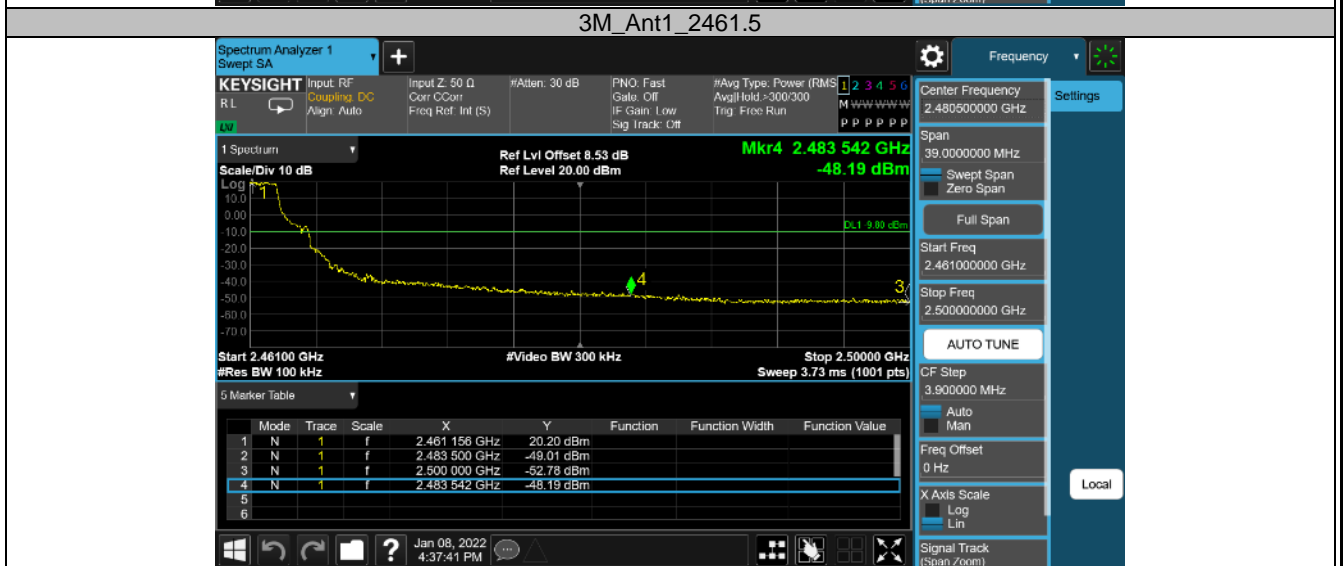 (Span Zoom)
3M_Ant1_2461.5
Spectrum Analyzer 1
Swept SA
+
Frequency
KEYSIGHT
Input: RF
Input Z: 50 Ω
#Atten: 30 dB
PNO: Fast
#Avg Type: Power (RMS
1 2 3 4 5 6
R L
Coupling: DC
Corr CCorr
Gate: Off
Avg|Hold:>300/300
M W W W W W
Align: Auto
Freq Ref: Int (S)
IF Gain: Low
Trig: Free Run
Sig Track: Off
P P P P P P
LXI
Center Frequency
2.480500000 GHz
Settings
Span
39.0000000 MHz
Swept Span
Zero Span
Full Span
Start Freq
2.461000000 GHz
Stop Freq
2.500000000 GHz
AUTO TUNE
CF Step
3.900000 MHz
Auto
Man
Freq Offset
0 Hz
X Axis Scale
Log
Lin
Signal Track
(Span Zoom)
Local
1 Spectrum
Ref Lvl Offset 8.53 dB
Mkr4 2.483 542 GHz
Scale/Div 10 dB
Ref Level 20.00 dBm
-48.19 dBm
Log
1
10.0
0.00
DL1 -9.80 dBm
-10.0
-20.0
-30.0
-40.0
4
3
-50.0
-60.0
-70.0
Start 2.46100 GHz
#Video BW 300 kHz
Stop 2.50000 GHz
#Res BW 100 kHz
Sweep 3.73 ms (1001 pts)
5 Marker Table
Mode Trace Scale X Y Function Function Width Function Value
1 N 1 f 2.461 156 GHz 20.20 dBm
2 N 1 f 2.483 500 GHz -49.01 dBm
3 N 1 f 2.500 000 GHz -52.78 dBm
4 N 1 f 2.483 542 GHz -48.19 dBm
5
6
?
Jan 08, 2022
4:37:41 PM